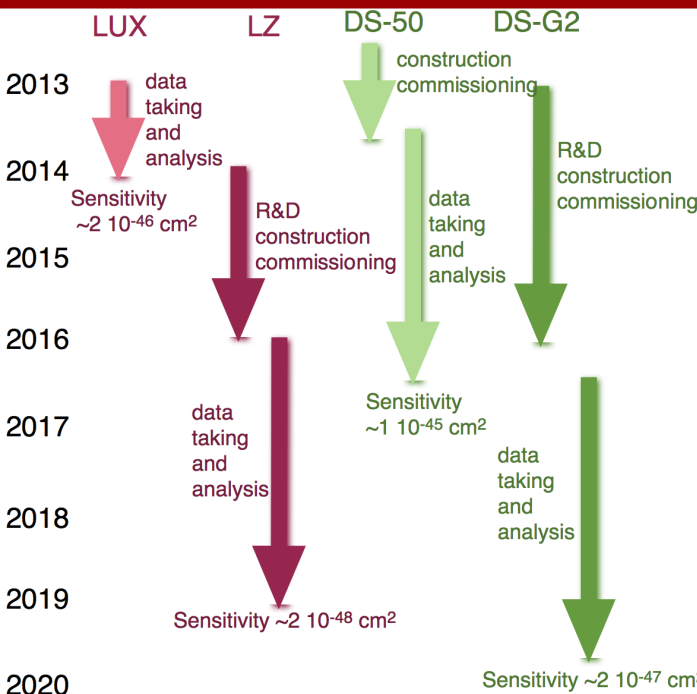 LUX
LZ
DS-50
DS-G2
construction
commissioning
2013
data
taking
and
analysis
R&D
construction
commissioning
2014
Sensitivity
~2 10-46 cm2
R&D
construction
commissioning
data
taking
and
analysis
2015
2016
Sensitivity
~1 10-45 cm2
data
taking
and
analysis
2017
data
taking
and
analysis
2018
2019
Sensitivity ~2 10-48 cm2
2020
Sensitivity ~2 10-47 cm